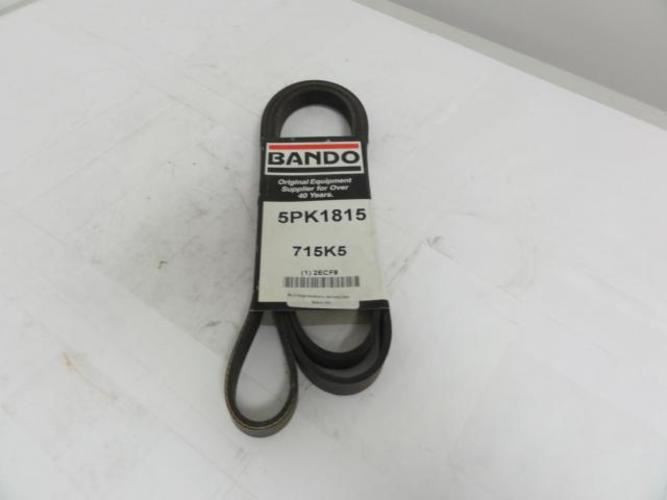 BANDO
Original Equipment
Supplier for Over
40 Years.
5PK1815
715K5
(1) 2ECF8